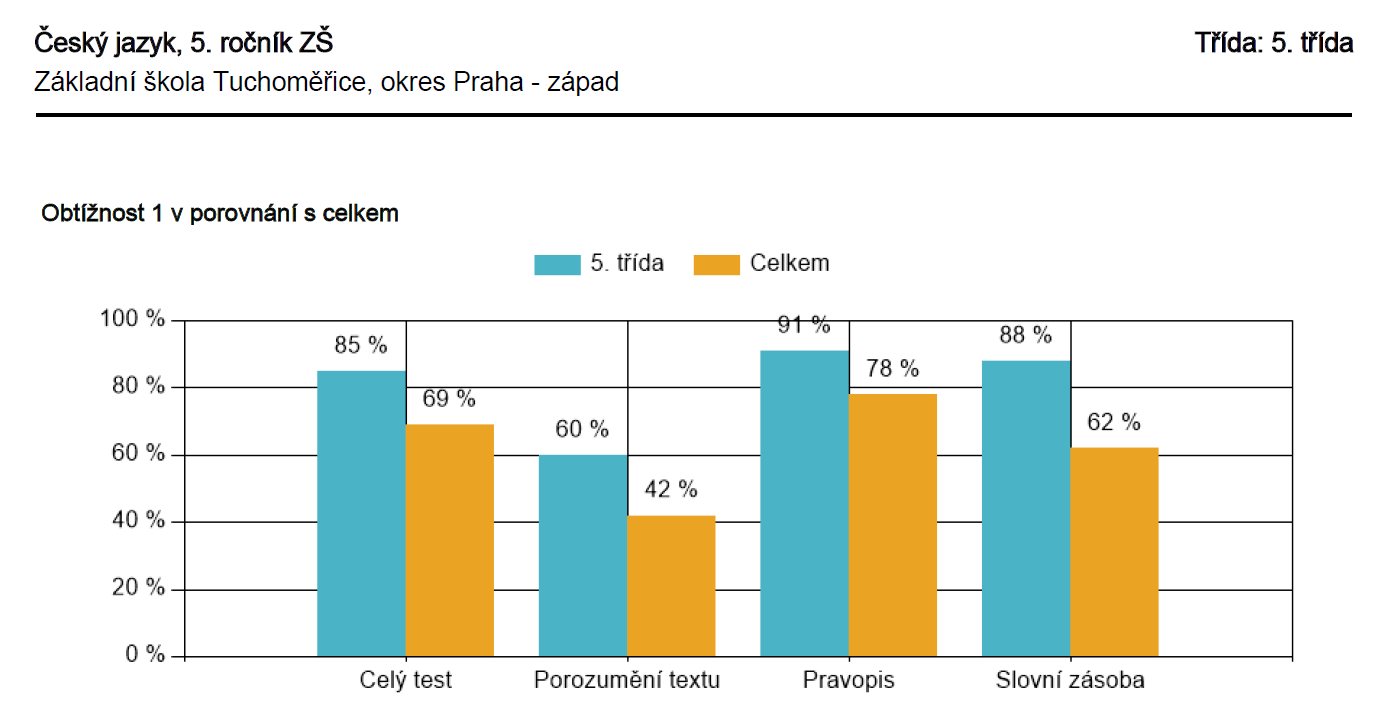 Český jazyk, 5. ročník ZŠ
Třída: 5. třída
Základní škola Tuchoměřice, okres Praha - západ
Obtížnost 1 v porovnání s celkem
5. třída
Celkem
100 %
80 %
60 %
40 %
20 %
0 %
85 %
69 %
60 %
42 %
91 %
78 %
88 %
62 %
Celý test
Porozumění textu
Pravopis
Slovní zásoba